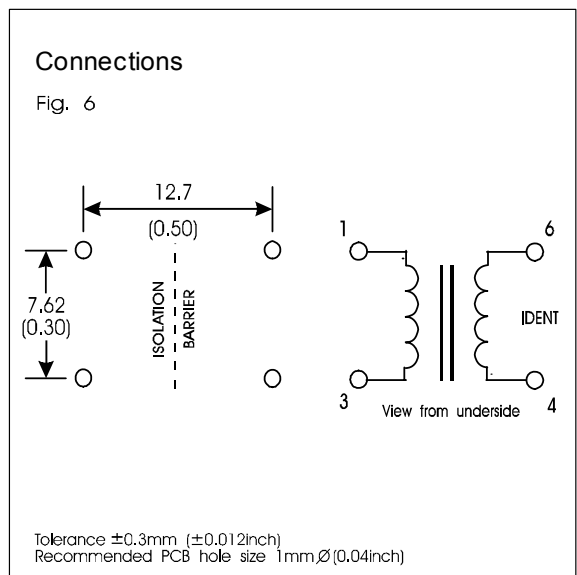 Connections
Fig. 6
12.7
(0.50)
7.62
(0.30)
ISOLATION
BARRIER
1
6
3
4
IDENT
View from underside
Tolerance ±0.3mm (±0.012inch)
Recommended PCB hole size 1mmØ(0.04inch)